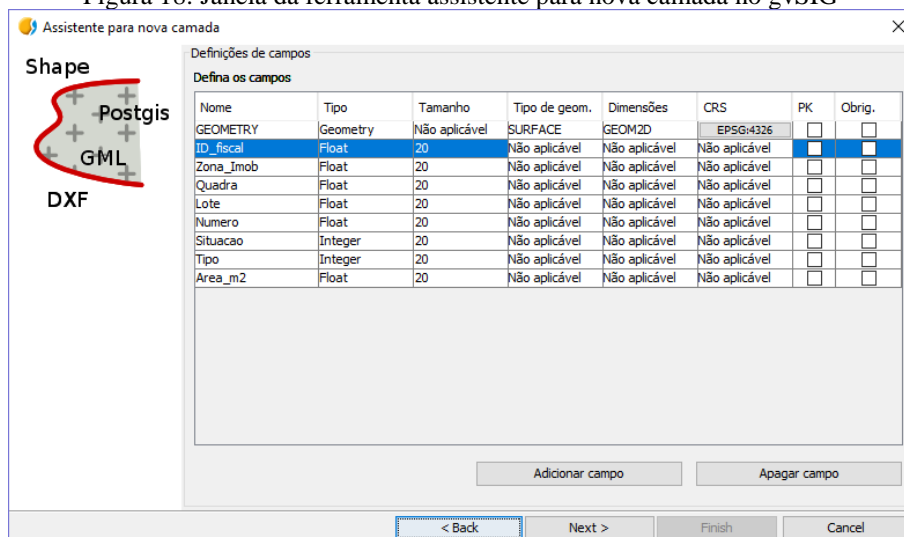 Figura 18: Janela da ferramenta assistente para nova camada no gvSIG
Assistente para nova camada
Shape
Postgis
GML
DXF
Definições de campos
Defina os campos
Nome Tipo Tamanho Tipo de geom. Dimensões CRS PK Obrig.
GEOMETRY Geometry Não aplicável SURFACE GEOM2D EPSG:4326
ID_fiscal Float 20 Não aplicável Não aplicável Não aplicável
Zona_Imob Float 20 Não aplicável Não aplicável Não aplicável
Quadra Float 20 Não aplicável Não aplicável Não aplicável
Lote Float 20 Não aplicável Não aplicável Não aplicável
Numero Float 20 Não aplicável Não aplicável Não aplicável
Situacao Integer 20 Não aplicável Não aplicável Não aplicável
Tipo Integer 20 Não aplicável Não aplicável Não aplicável
Area_m2 Float 20 Não aplicável Não aplicável Não aplicável
Adicionar campo Apagar campo
< Back Next > Finish Cancel